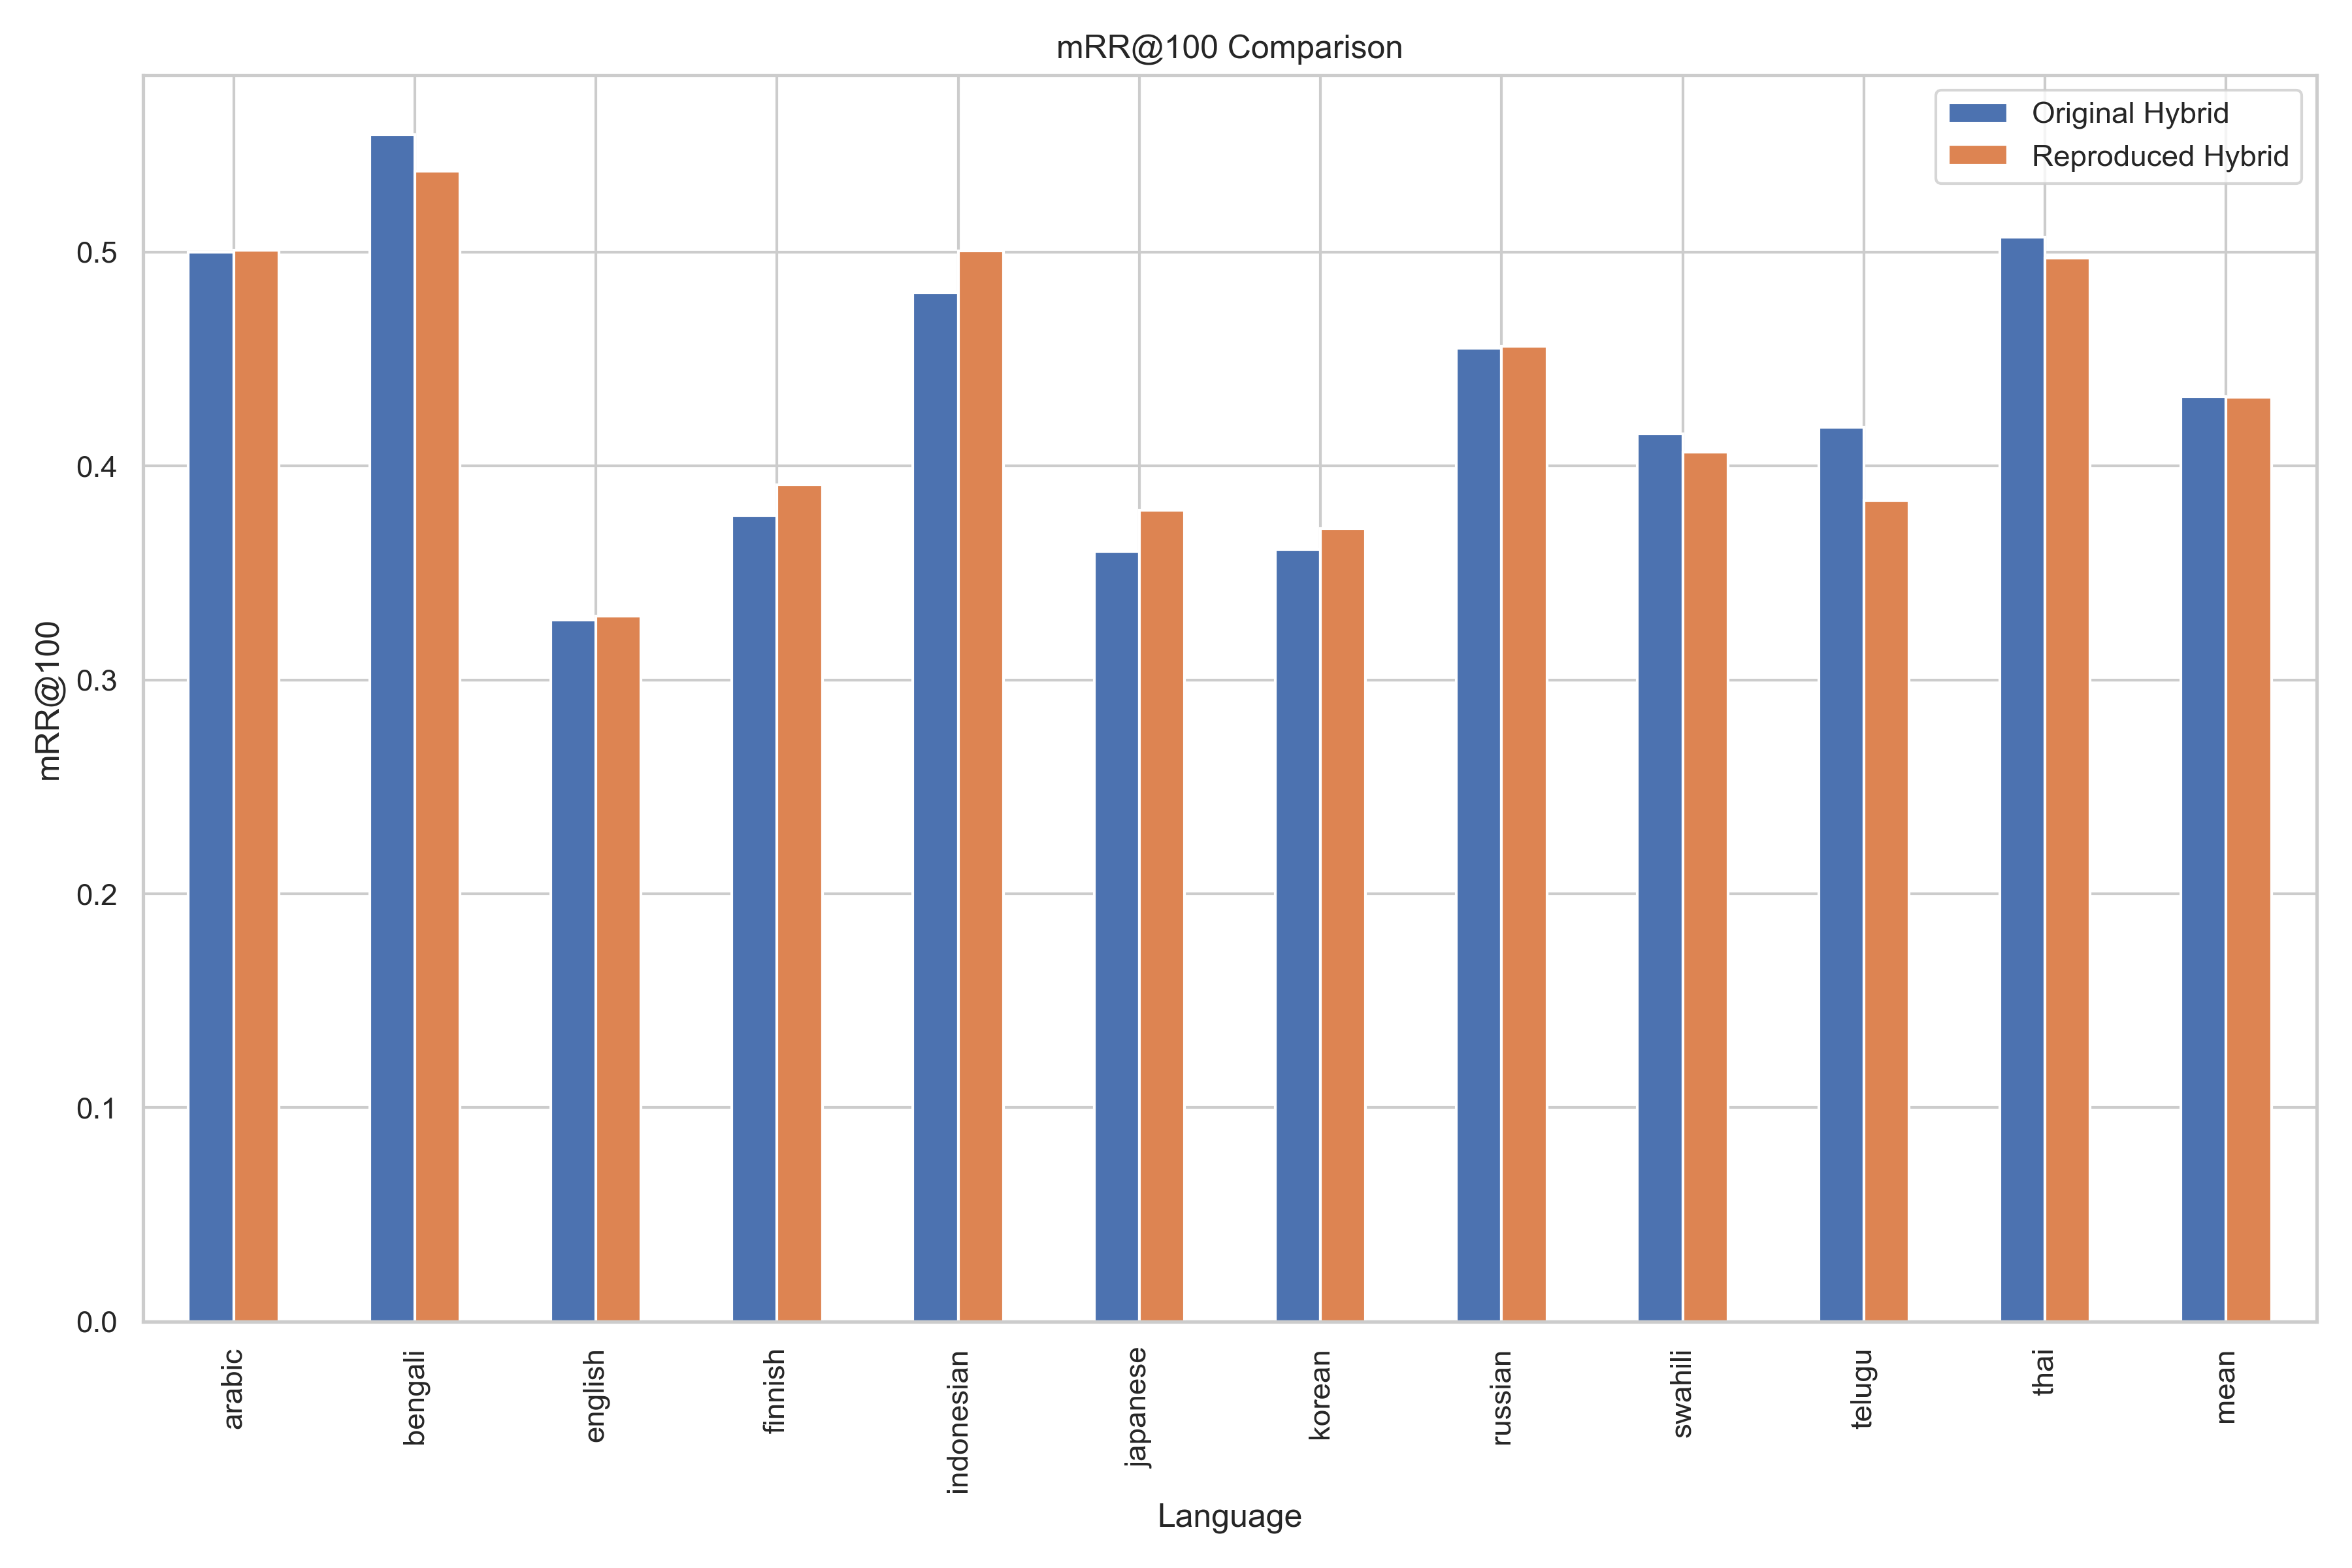 mRR@100 Comparison
Original Hybrid
Reproduced Hybrid
mRR@100
0.5
0.4
0.3
0.2
0.1
0.0
arabic
bengali
english
finnish
indonesian
japanese
korean
russian
swahili
telugu
thai
mean
Language